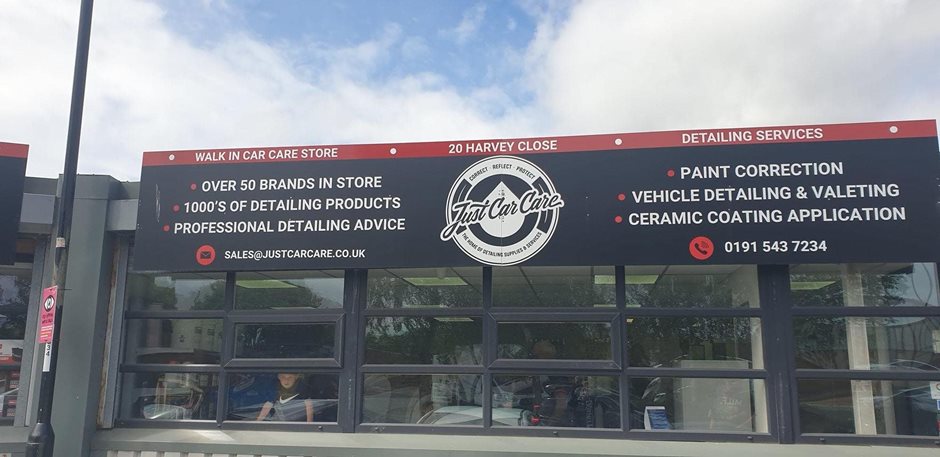 WALK IN CAR CARE STORE
OVER 50 BRANDS IN STORE
1000'S OF DETAILING PRODUCTS
PROFESSIONAL DETAILING ADVICE
SALES@JUSTCARCARE.CO.UK
20 HARVEY CLOSE
CORRECT · REFLECT · PROTECT
Just Car Care
THE HOME OF DETAILING SUPPLIES & SERVICES
DETAILING SERVICES
PAINT CORRECTION
VEHICLE DETAILING & VALETING
CERAMIC COATING APPLICATION
0191 543 7234